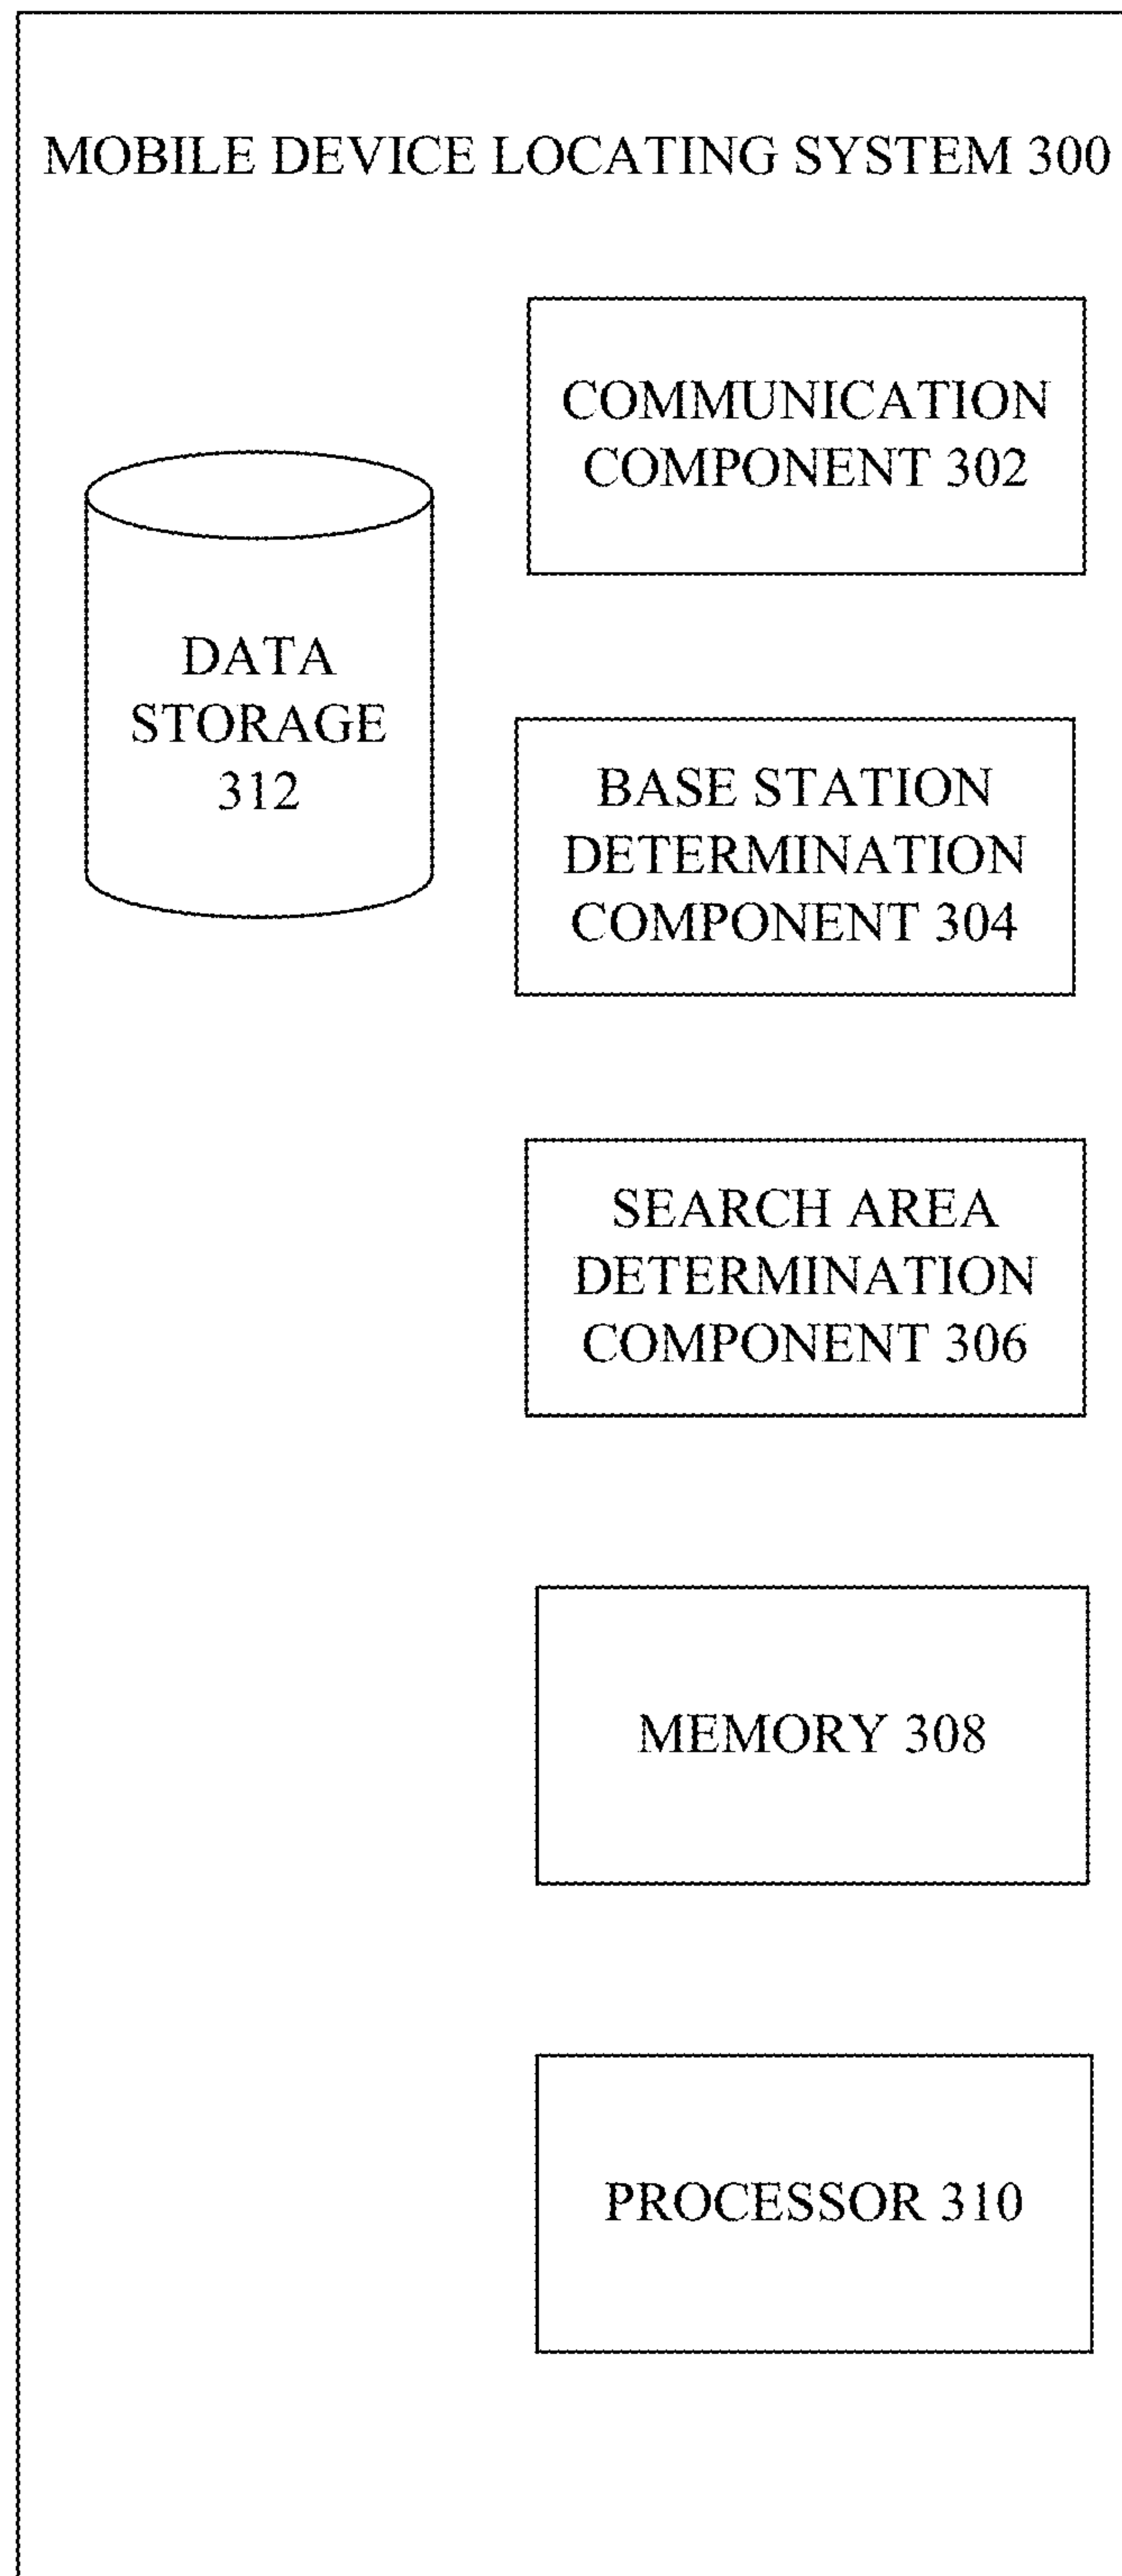 MOBILE DEVICE LOCATING SYSTEM 300
COMMUNICATION
COMPONENT 302
DATA
STORAGE
312
BASE STATION
DETERMINATION
COMPONENT 304
SEARCH AREA
DETERMINATION
COMPONENT 306
MEMORY 308
PROCESSOR 310